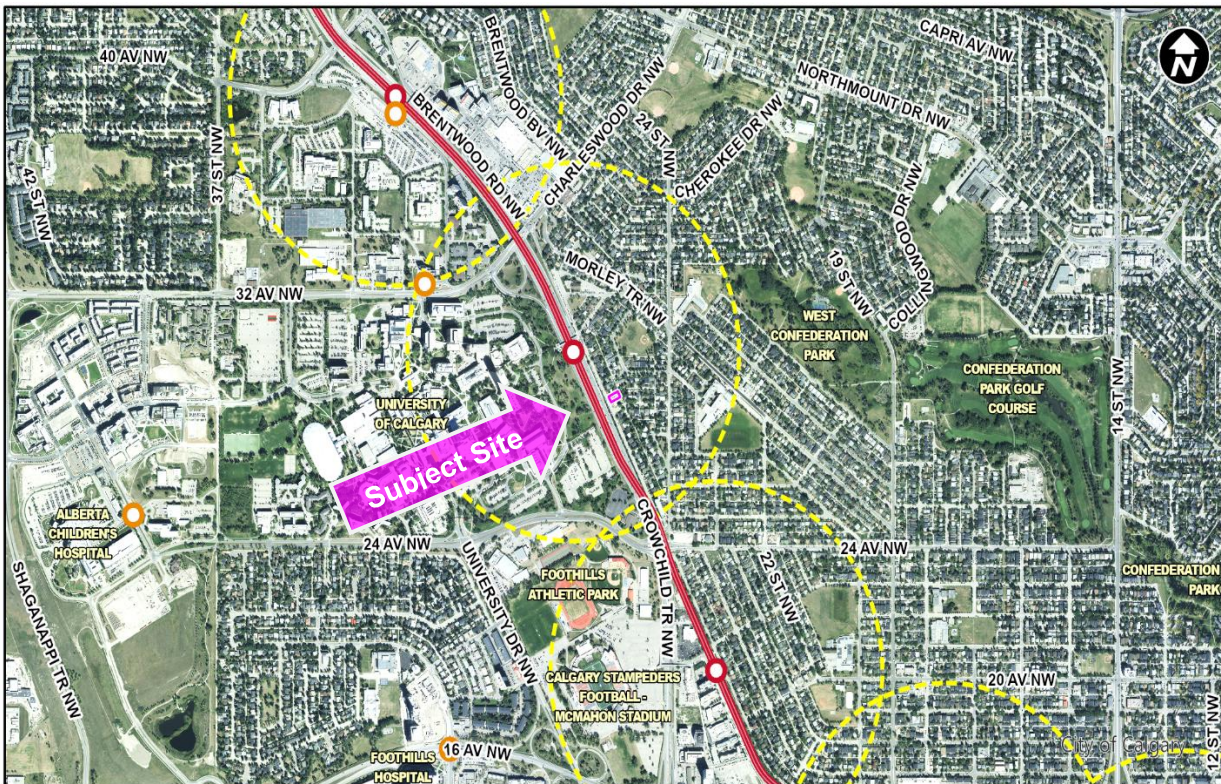 CAPRI AV NW
40 AV NW
BRENTWOOD BV NW
N
NORTHMOUNT DR NW
CHARLESWOOD DR NW
BRENTWOOD RD NW
24 ST NW
CHEROKEE DR NW
42 ST NW
37 ST NW
COLLINGWOOD DR NW
19 ST NW
MORLEY TR NW
32 AV NW
WEST
CONFEDERATION
PARK
CONFEDERATION
PARK GOLF
COURSE
14 ST NW
UNIVERSITY
OF CALGARY
Subject Site
ALBERTA
CHILDREN'S
HOSPITAL
24 AV NW
CROWCHILD TR NW
24 AV NW
UNIVERSITY DR NW
22 ST NW
FOOTHILLS
ATHLETIC PARK
CONFEDERATION
PARK
SHAGANAPPI TR NW
CALGARY STAMPEDERS
FOOTBALL -
MCMAHON STADIUM
20 AV NW
16 AV NW
FOOTHILLS
HOSPITAL
12 ST NW
City of Calgary